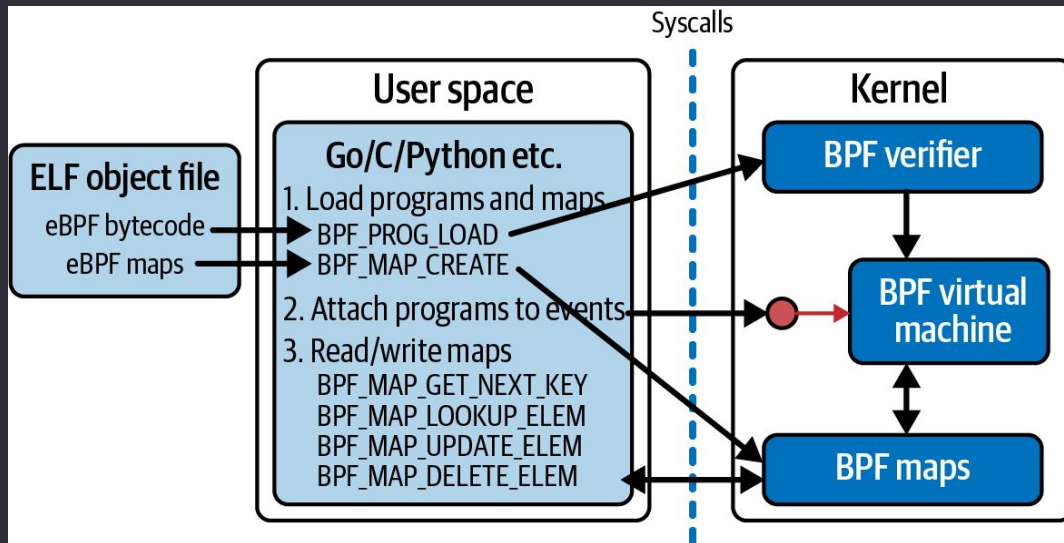 Syscalls
User space
Kernel
ELF object file
eBPF bytecode
eBPF maps
Go/C/Python etc.
1. Load programs and maps
BPF_PROG_LOAD
BPF_MAP_CREATE
2. Attach programs to events
3. Read/write maps
BPF_MAP_GET_NEXT_KEY
BPF_MAP_LOOKUP_ELEM
BPF_MAP_UPDATE_ELEM
BPF_MAP_DELETE_ELEM
BPF verifier
BPF virtual
machine
BPF maps